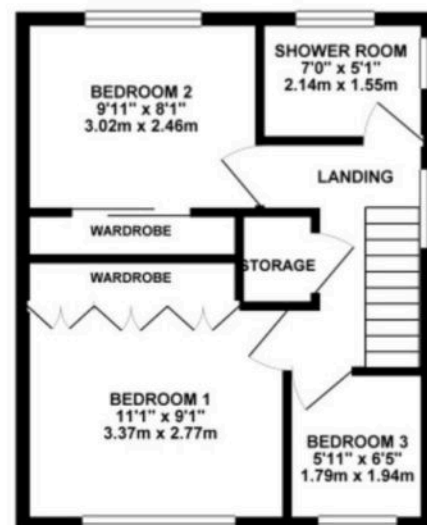 SHOWER ROOM
7'0" x 5'1"
2.14m x 1.55m
BEDROOM 2
9'11" x 8'1"
3.02m x 2.46m
LANDING
WARDROBE
STORAGE
WARDROBE
BEDROOM 1
11'1" x 9'1"
3.37m x 2.77m
BEDROOM 3
5'11" x 6'5"
1.79m x 1.94m